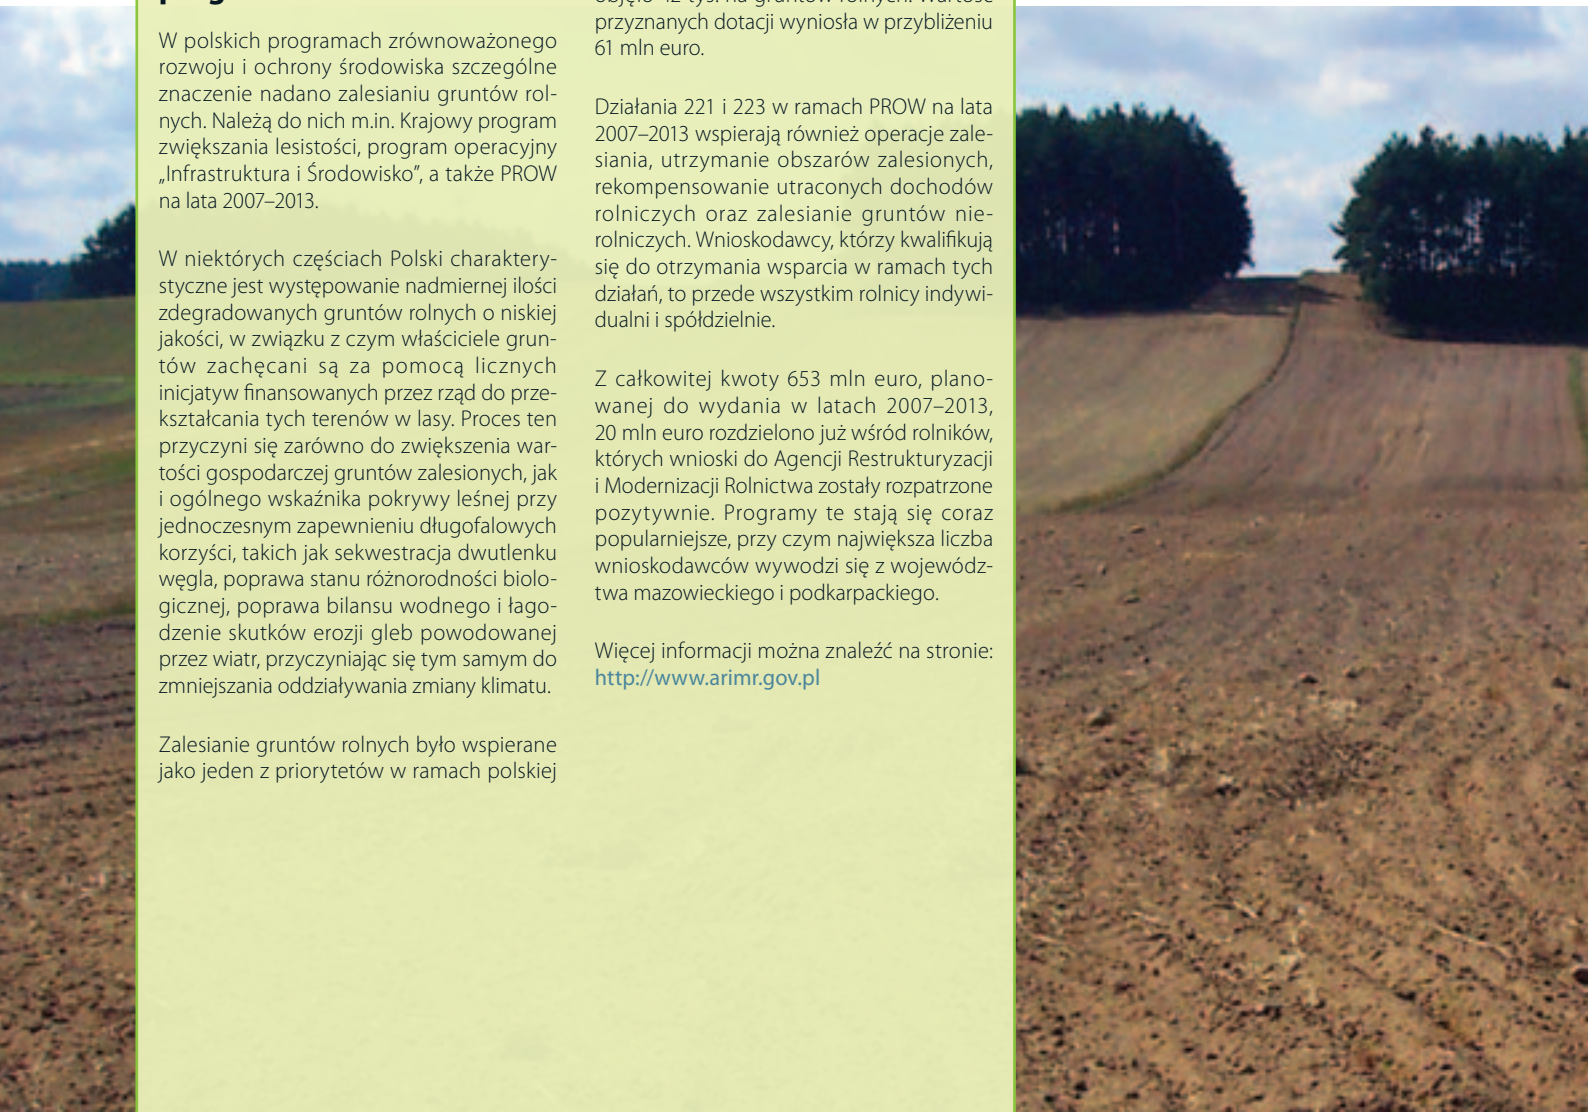 W polskich programach zrównoważonego
rozwoju i ochrony środowiska szczególne
znaczenie nadano zalesianiu gruntów rol-
nych. Należą do nich m.in. Krajowy program
zwiększania lesistości, program operacyjny
„Infrastruktura i Środowisko”, a także PROW
na lata 2007–2013.
W niektórych częściach Polski charaktery-
styczne jest występowanie nadmiernej ilości
zdegradowanych gruntów rolnych o niskiej
jakości, w związku z czym właściciele grun-
tów zachęcani są za pomocą licznych
inicjatyw finansowanych przez rząd do prze-
kształcania tych terenów w lasy. Proces ten
przyczyni się zarówno do zwiększenia war-
tości gospodarczej gruntów zalesionych, jak
i ogólnego wskaźnika pokrywy leśnej przy
jednoczesnym zapewnieniu długofalowych
korzyści, takich jak sekwestracja dwutlenku
węgla, poprawa stanu różnorodności biolo-
gicznej, poprawa bilansu wodnego i łago-
dzenie skutków erozji gleb powodowanej
przez wiatr, przyczyniając się tym samym do
zmniejszania oddziaływania zmiany klimatu.
Zalesianie gruntów rolnych było wspierane
jako jeden z priorytetów w ramach polskiej
przyznanych dotacji wyniosła w przybliżeniu
61 mln euro.
Działania 221 i 223 w ramach PROW na lata
2007–2013 wspierają również operacje zale-
siania, utrzymanie obszarów zalesionych,
rekompensowanie utraconych dochodów
rolniczych oraz zalesianie gruntów nie-
rolniczych. Wnioskodawcy, którzy kwalifikują
się do otrzymania wsparcia w ramach tych
działań, to przede wszystkim rolnicy indywi-
dualni i spółdzielnie.
Z całkowitej kwoty 653 mln euro, plano-
wanej do wydania w latach 2007–2013,
20 mln euro rozdzielono już wśród rolników,
których wnioski do Agencji Restrukturyzacji
i Modernizacji Rolnictwa zostały rozpatrzone
pozytywnie. Programy te stają się coraz
popularniejsze, przy czym największa liczba
wnioskodawców wywodzi się z wojewódz-
twa mazowieckiego i podkarpackiego.
Więcej informacji można znaleźć na stronie:
http://www.arimr.gov.pl